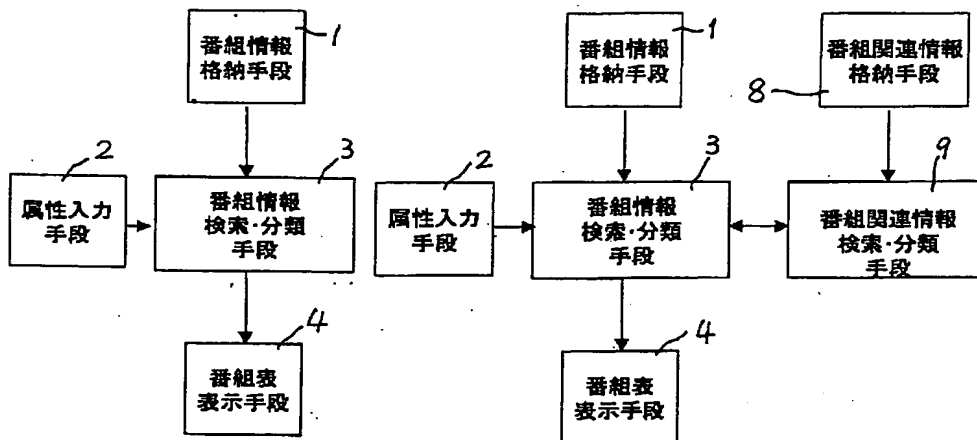 1
番組情報
格納手段
2
属性入力
手段
3
番組情報
検索・分類
手段
4
番組表
表示手段
1
番組情報
格納手段
8
番組関連情報
格納手段
2
属性入力
手段
3
番組情報
検索・分類
手段
9
番組関連情報
検索・分類
手段
4
番組表
表示手段